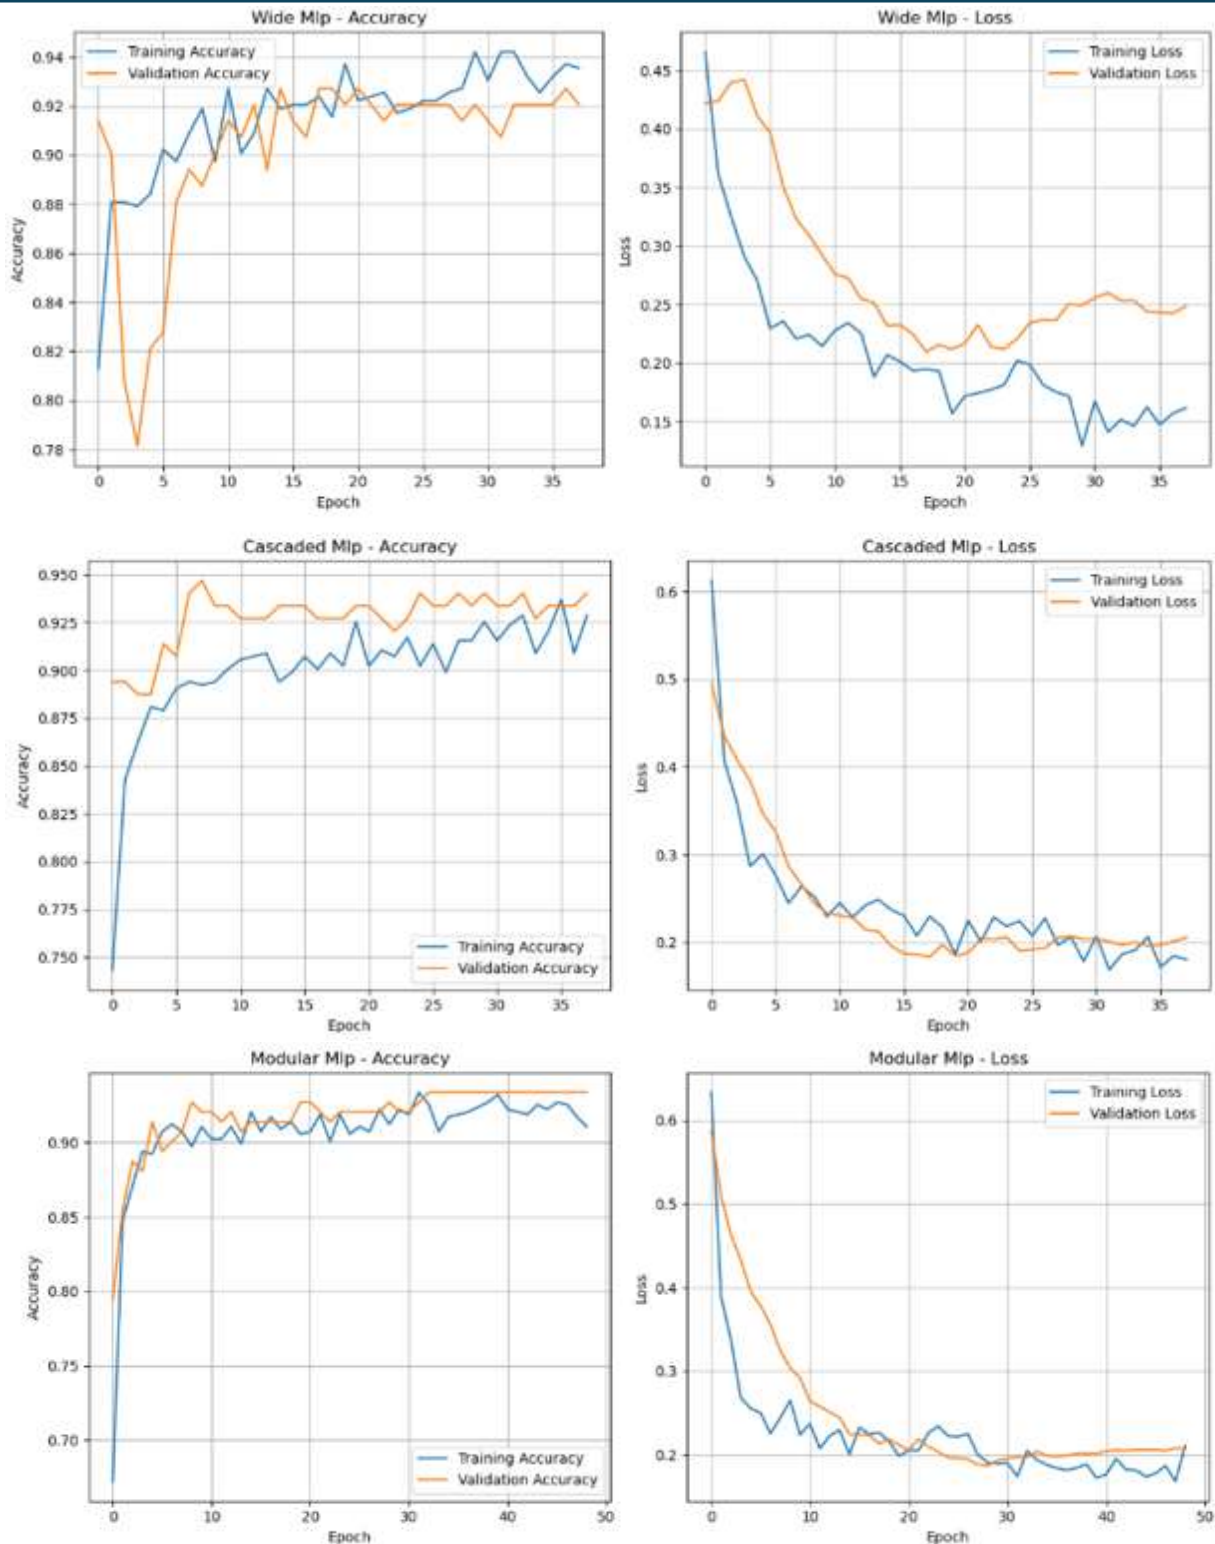 Wide Mlp - Accuracy
Training Accuracy
Validation Accuracy
0.94
0.92
0.90
0.88
0.86
0.84
0.82
0.80
0.78
Accuracy
0 5 10 15 20 25 30 35
Epoch
Wide Mlp - Loss
Training Loss
Validation Loss
0.45
0.40
0.35
0.30
0.25
0.20
0.15
Loss
0 5 10 15 20 25 30 35
Epoch
Cascaded Mlp - Accuracy
0.950
0.925
0.900
0.875
0.850
0.825
0.800
0.775
0.750
Accuracy
Training Accuracy
Validation Accuracy
0 5 10 15 20 25 30 35
Epoch
Cascaded Mlp - Loss
Training Loss
Validation Loss
0.6
0.5
0.4
0.3
0.2
Loss
0 5 10 15 20 25 30 35
Epoch
Modular Mlp - Accuracy
0.90
0.85
0.80
0.75
0.70
Accuracy
Training Accuracy
Validation Accuracy
0 10 20 30 40 50
Epoch
Modular Mlp - Loss
Training Loss
Validation Loss
0.6
0.5
0.4
0.3
0.2
Loss
0 10 20 30 40 50
Epoch